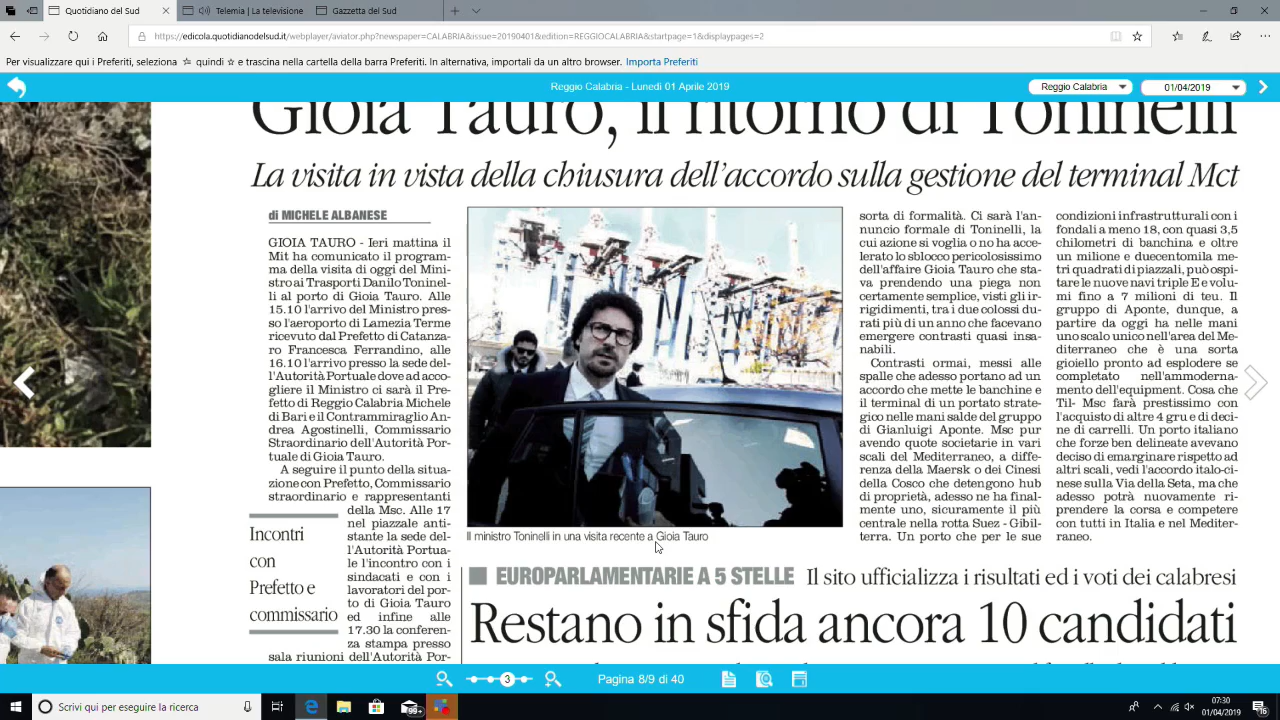 Quotidiano del Sud
Il Quotidiano del Sud
La televisione
Quotidiano del Sud
https://edicola.quotidianodelsud.it/webplayer/aviator.php?newspaper=CALABRIA&issue=20190401&edition=REGGIOCALABRIA&startpage=1&displaypages=2
Per visualizzare qui i Preferiti, seleziona ☆ quindi ☆ e trascina nella cartella della barra Preferiti. In alternativa, importali da un altro browser. Importa Preferiti
Reggio Calabria - Lunedì 01 Aprile 2019
Reggio Calabria
01/04/2019
Gioia Tauro, il ritorno di Toninelli
La visita in vista della chiusura dell'accordo sulla gestione del terminal Mct
di MICHELE ALBANESE
GIOIA TAURO - Ieri mattina il
Mit ha comunicato il program-
ma della visita di oggi del Mini-
stro ai Trasporti Danilo Toninel-
li al porto di Gioia Tauro. Alle
15.10 l'arrivo del Ministro pres-
so l'aeroporto di Lamezia Terme
ricevuto dal Prefetto di Catanza-
ro Francesca Ferrandino, alle
16.10 l'arrivo presso la sede del-
l'Autorità Portuale dove ad acco-
gliere il Ministro ci sarà il Pre-
fetto di Reggio Calabria Michele
di Bari e il Contrammiraglio An-
drea Agostinelli, Commissario
Straordinario dell'Autorità Por-
tuale di Gioia Tauro.
A seguire il punto della situa-
zione con Prefetto, Commissario
straordinario e rappresentanti
della Msc. Alle 17
nel piazzale anti-
stante la sede del-
l'Autorità Portua-
le l'incontro con i
sindacati e con i
lavoratori del por-
to di Gioia Tauro
ed infine alle
17.30 la conferen-
za stampa presso
sala riunioni dell'Autorità Por-
Incontri
con
Prefetto e
commissario
Il ministro Toninelli in una visita recente a Gioia Tauro
sorta di formalità. Ci sarà l'an-
nuncio formale di Toninelli, la
cui azione si voglia o no ha acce-
lerato lo sblocco pericolosissimo
dell'affaire Gioia Tauro che sta-
va prendendo una piega non
certamente semplice, visti gli ir-
rigidimenti, tra i due colossi du-
rati più di un anno che facevano
emergere contrasti quasi insa-
nabili.
Contrasti ormai, messi alle
spalle che adesso portano ad un
accordo che mette le banchine e
il terminal di un portato strate-
gico nelle mani salde del gruppo
di Gianluigi Aponte. Msc pur
avendo quote societarie in vari
scali del Mediterraneo, a diffe-
renza della Maersk o dei Cinesi
della Cosco che detengono hub
di proprietà, adesso ne ha final-
mente uno, sicuramente il più
centrale nella rotta Suez - Gibil-
terra. Un porto che per le sue
condizioni infrastrutturali con i
fondali a meno 18, con quasi 3,5
chilometri di banchina e oltre
un milione e duecentomila me-
tri quadrati di piazzali, può ospi-
tare le nuove navi triple E e volu-
mi fino a 7 milioni di teu. Il
gruppo di Aponte, dunque, a
partire da oggi ha nelle mani
uno scalo unico nell'area del Me-
diterraneo che è una sorta
gioiello pronto ad esplodere se
completato nell'ammoderna-
mento dell'equipment. Cosa che
Til- Msc farà prestissimo con
l'acquisto di altre 4 gru e di deci-
ne di carrelli. Un porto italiano
che forze ben delineate avevano
deciso di emarginare rispetto ad
altri scali, vedi l'accordo italo-ci-
nese sulla Via della Seta, ma che
adesso potrà nuovamente ri-
prendere la corsa e competere
con tutti in Italia e nel Mediter-
raneo.
EUROPARLAMENTARIE A 5 STELLE Il sito ufficializza i risultati ed i voti dei calabresi
Restano in sfida ancora 10 candidati
3
Pagina 8/9 di 40
Scrivi qui per eseguire la ricerca
99+
07:30
01/04/2019
16